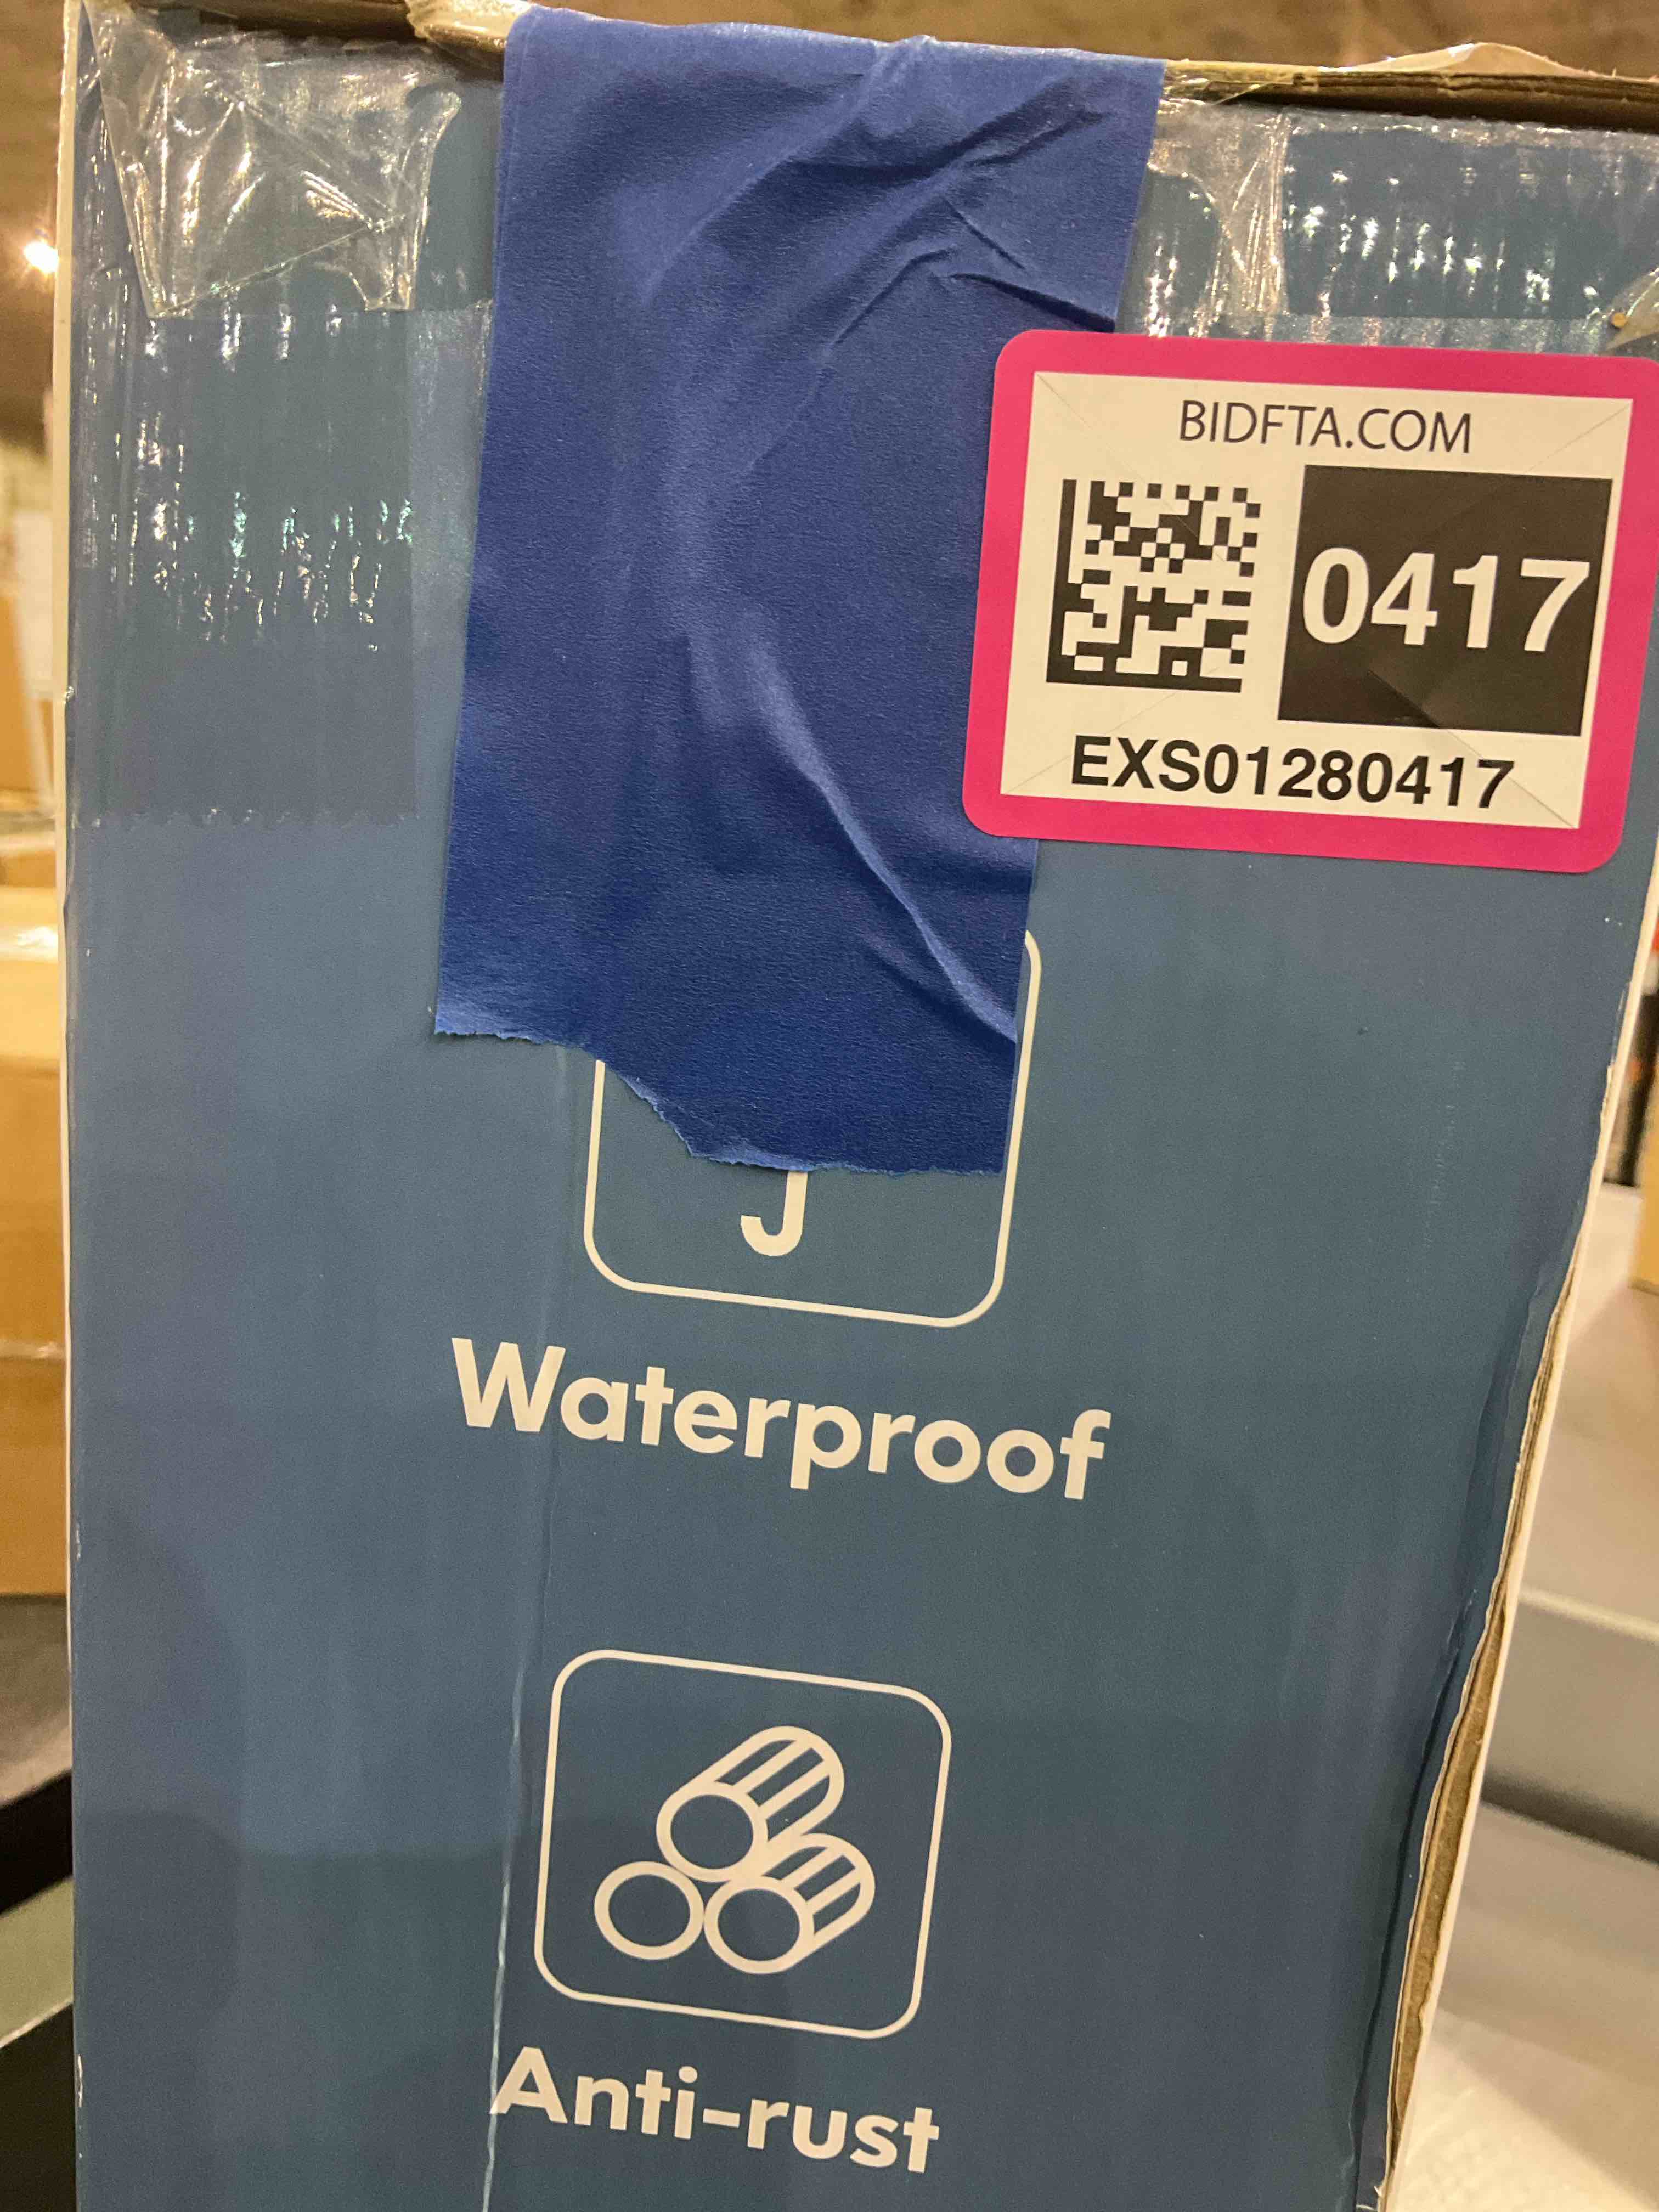 BIDFTA.COM
0417
EXS01280417
Waterproof
Anti-rust